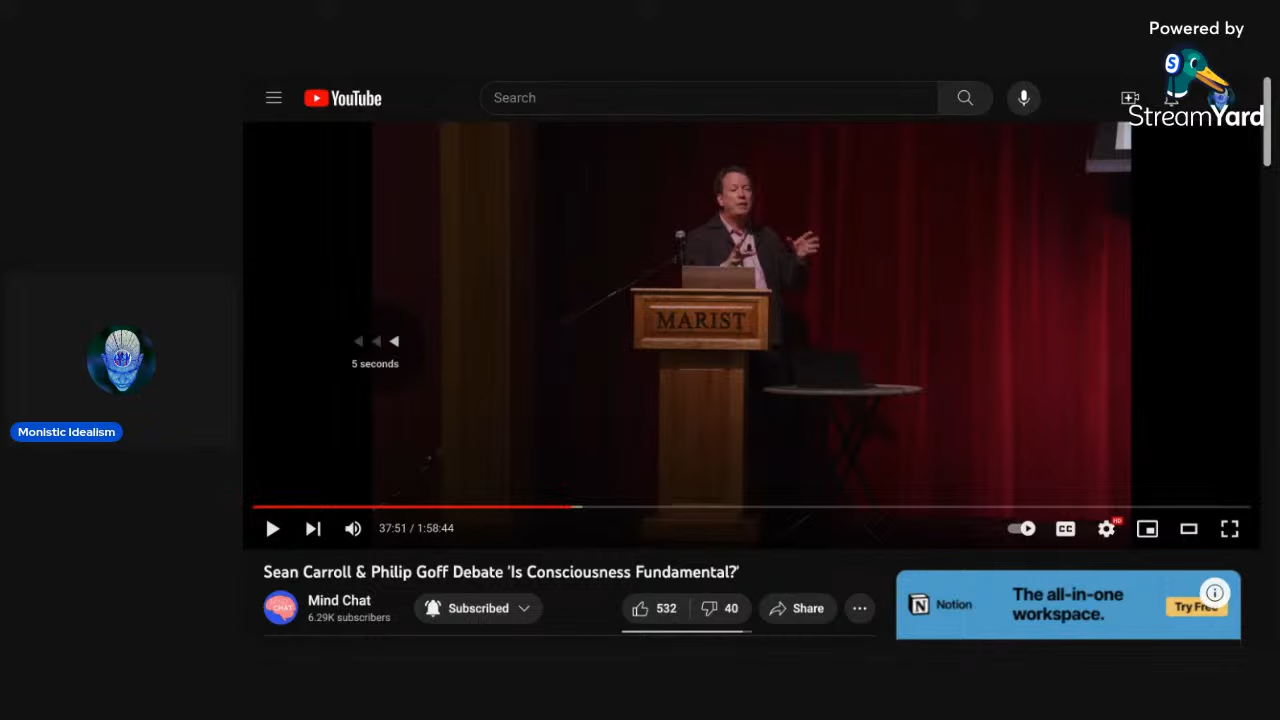 Powered by
StreamYard
YouTube
Search
MARIST
5 seconds
Monistic Idealism
37:51 / 1:58:44
CC
HD
Sean Carroll & Philip Goff Debate 'Is Consciousness Fundamental?'
Mind Chat
6.29K subscribers
Subscribed
532
40
Share
Notion
The all-in-one
workspace.
Try Free